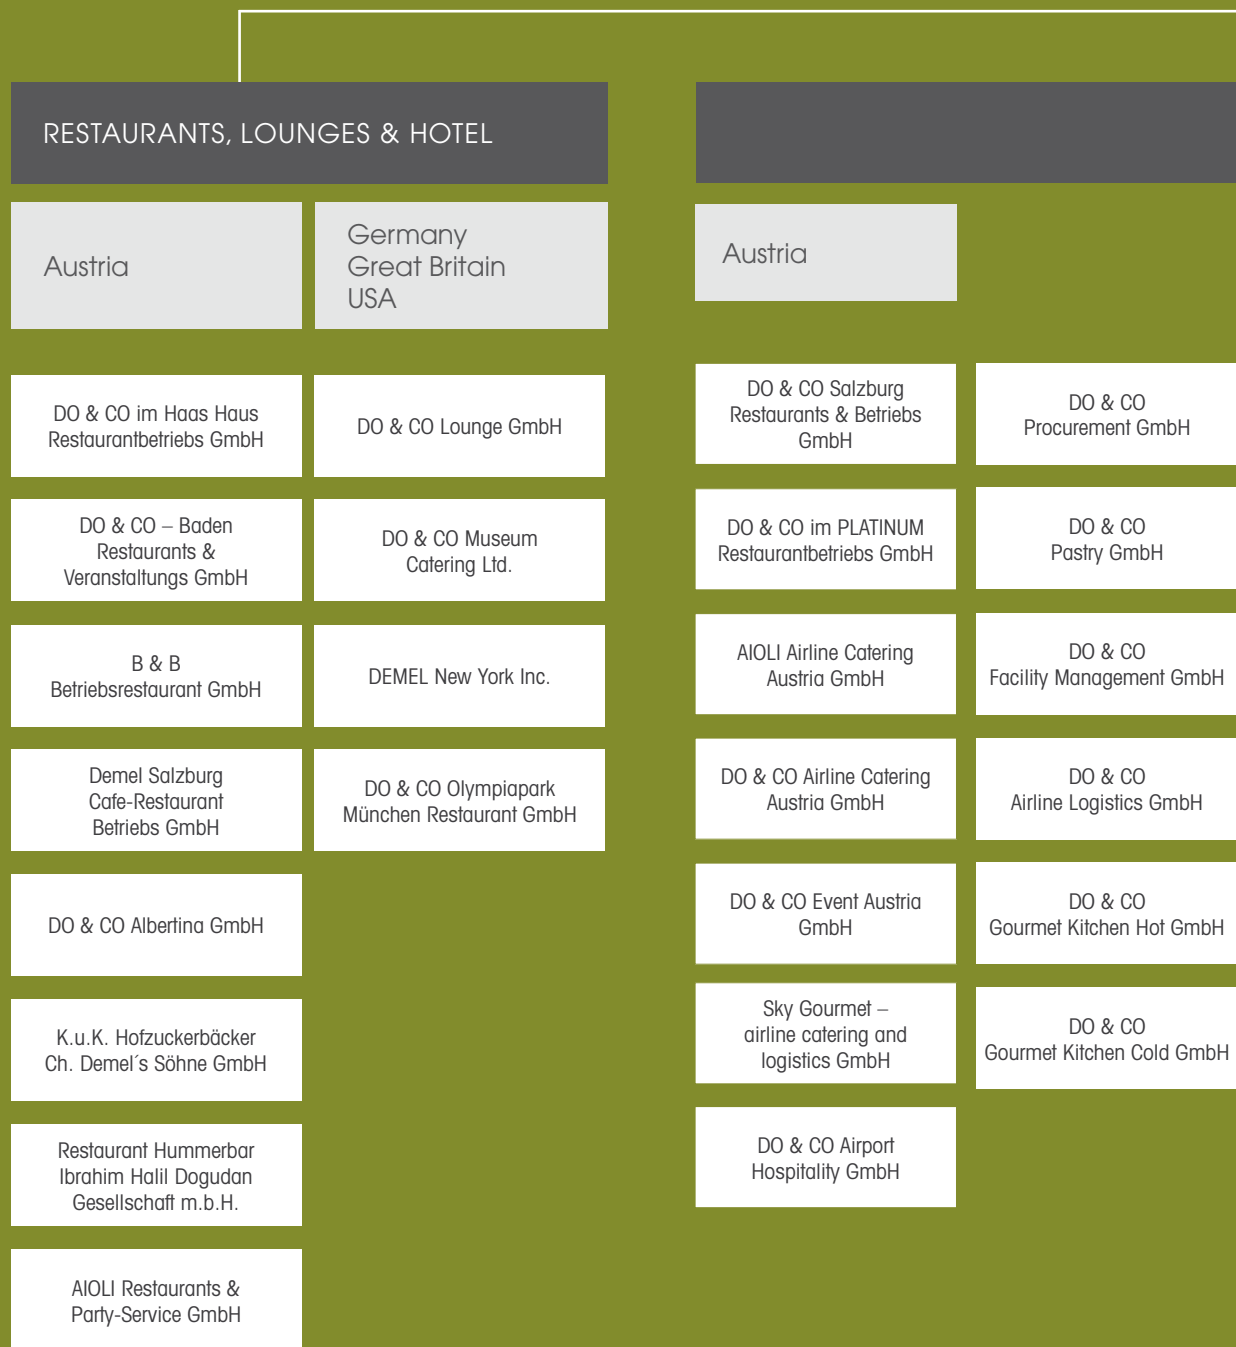 RESTAURANTS, LOUNGES & HOTEL
Austria
Germany
Great Britain
USA
DO & CO im Haas Haus
Restaurantbetriebs GmbH
DO & CO – Baden
Restaurants &
Veranstaltungs GmbH
B & B
Betriebsrestaurant GmbH
Demel Salzburg
Cafe-Restaurant
Betriebs GmbH
DO & CO Albertina GmbH
K.u.K. Hofzuckerbäcker
Ch. Demel´s Söhne GmbH
Restaurant Hummerbar
Ibrahim Halil Dogudan
Gesellschaft m.b.H.
AIOLI Restaurants &
Party-Service GmbH
DO & CO Lounge GmbH
DO & CO Museum
Catering Ltd.
DEMEL New York Inc.
DO & CO Olympiapark
München Restaurant GmbH
Austria
DO & CO Salzburg
Restaurants & Betriebs
GmbH
DO & CO im PLATINUM
Restaurantbetriebs GmbH
AIOLI Airline Catering
Austria GmbH
DO & CO Airline Catering
Austria GmbH
DO & CO Event Austria
GmbH
Sky Gourmet –
airline catering and
logistics GmbH
DO & CO Airport
Hospitality GmbH
DO & CO
Procurement GmbH
DO & CO
Pastry GmbH
DO & CO
Facility Management GmbH
DO & CO
Airline Logistics GmbH
DO & CO
Gourmet Kitchen Hot GmbH
DO & CO
Gourmet Kitchen Cold GmbH